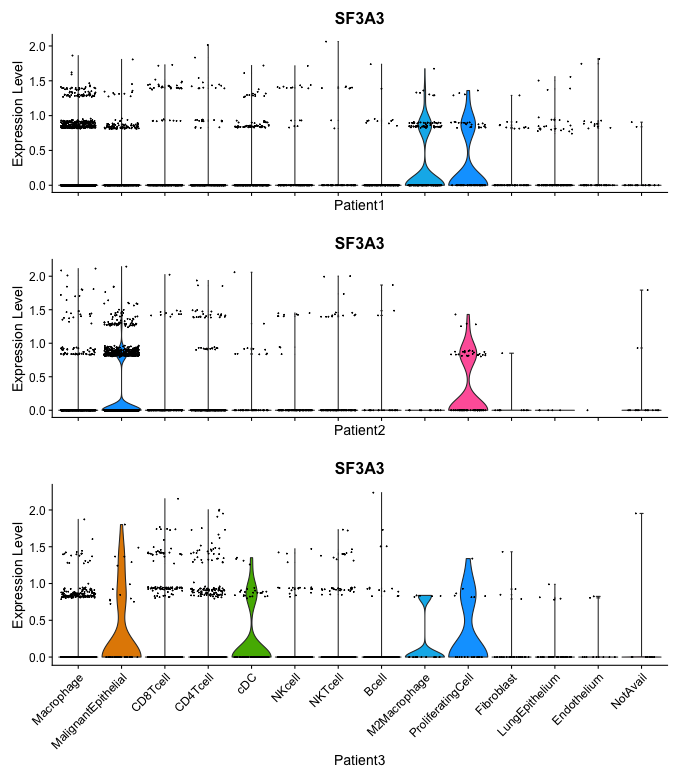 SF3A3
Expression Level
2.0
1.5
1.0
0.5
0.0
Patient1
SF3A3
Expression Level
2.0
1.5
1.0
0.5
0.0
Patient2
SF3A3
Expression Level
2.0
1.5
1.0
0.5
0.0
Macrophage
MalignantEpithelial
CD8Tcell
CD4Tcell
cDC
NKcell
NKTcell
Bcell
M2Macrophage
ProliferatingCell
Fibroblast
LungEpithelium
Endothelium
NotAvail
Patient3